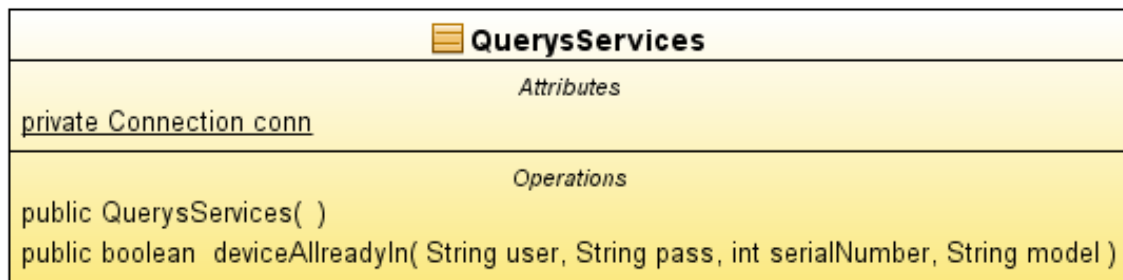 QuerysServices
Attributes
private Connection conn
Operations
public QuerysServices( )
public boolean deviceAllreadyIn( String user, String pass, int serialNumber, String model )